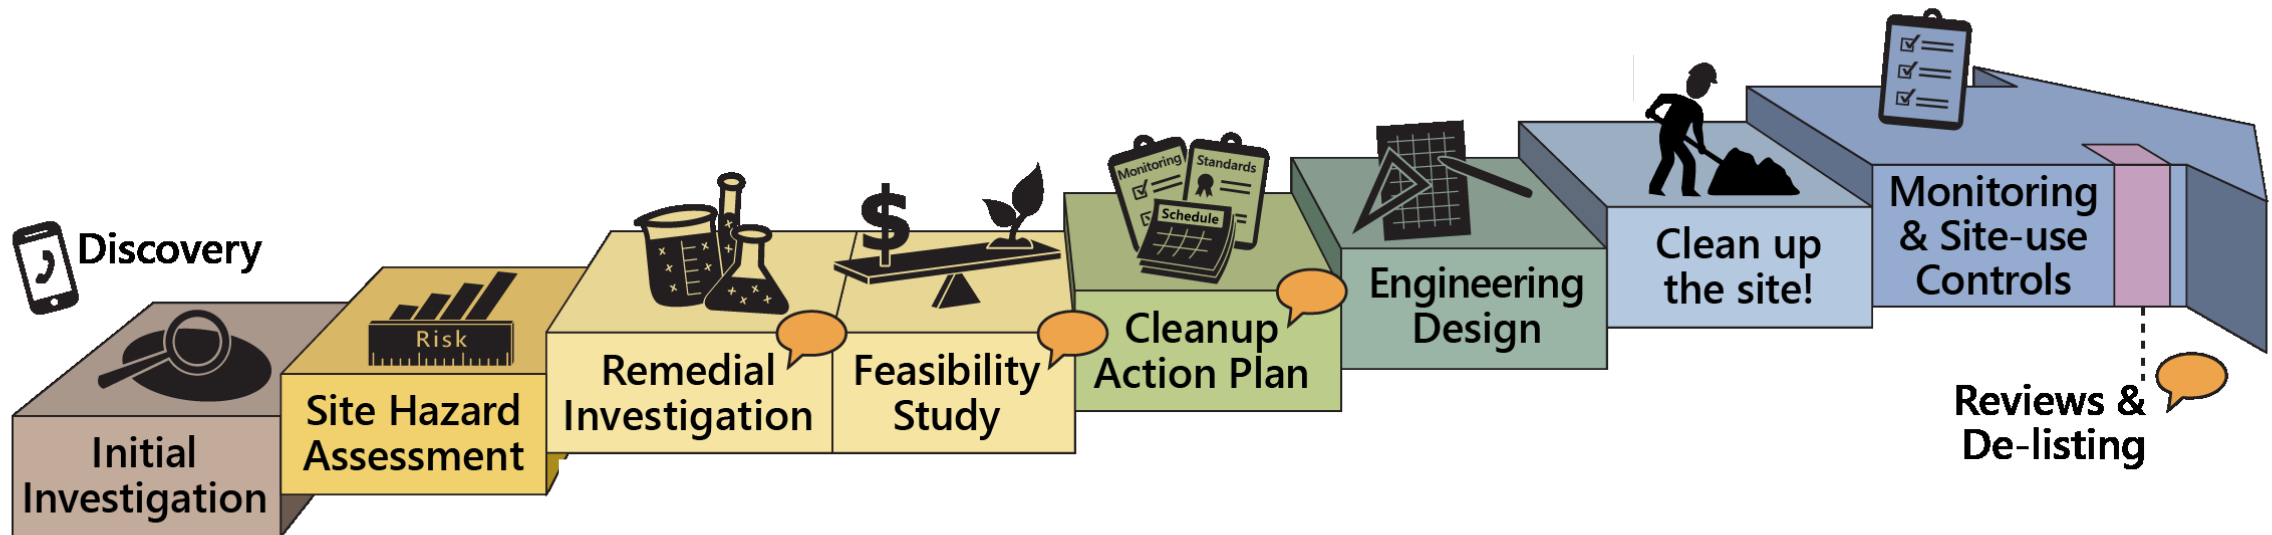 Discovery
Initial
Investigation
Risk
Site Hazard
Assessment
Remedial
Investigation
$
Feasibility
Study
Monitoring
Standards
Schedule
Cleanup
Action Plan
Engineering
Design
Clean up
the site!
Monitoring
& Site-use
Controls
Reviews &
De-listing